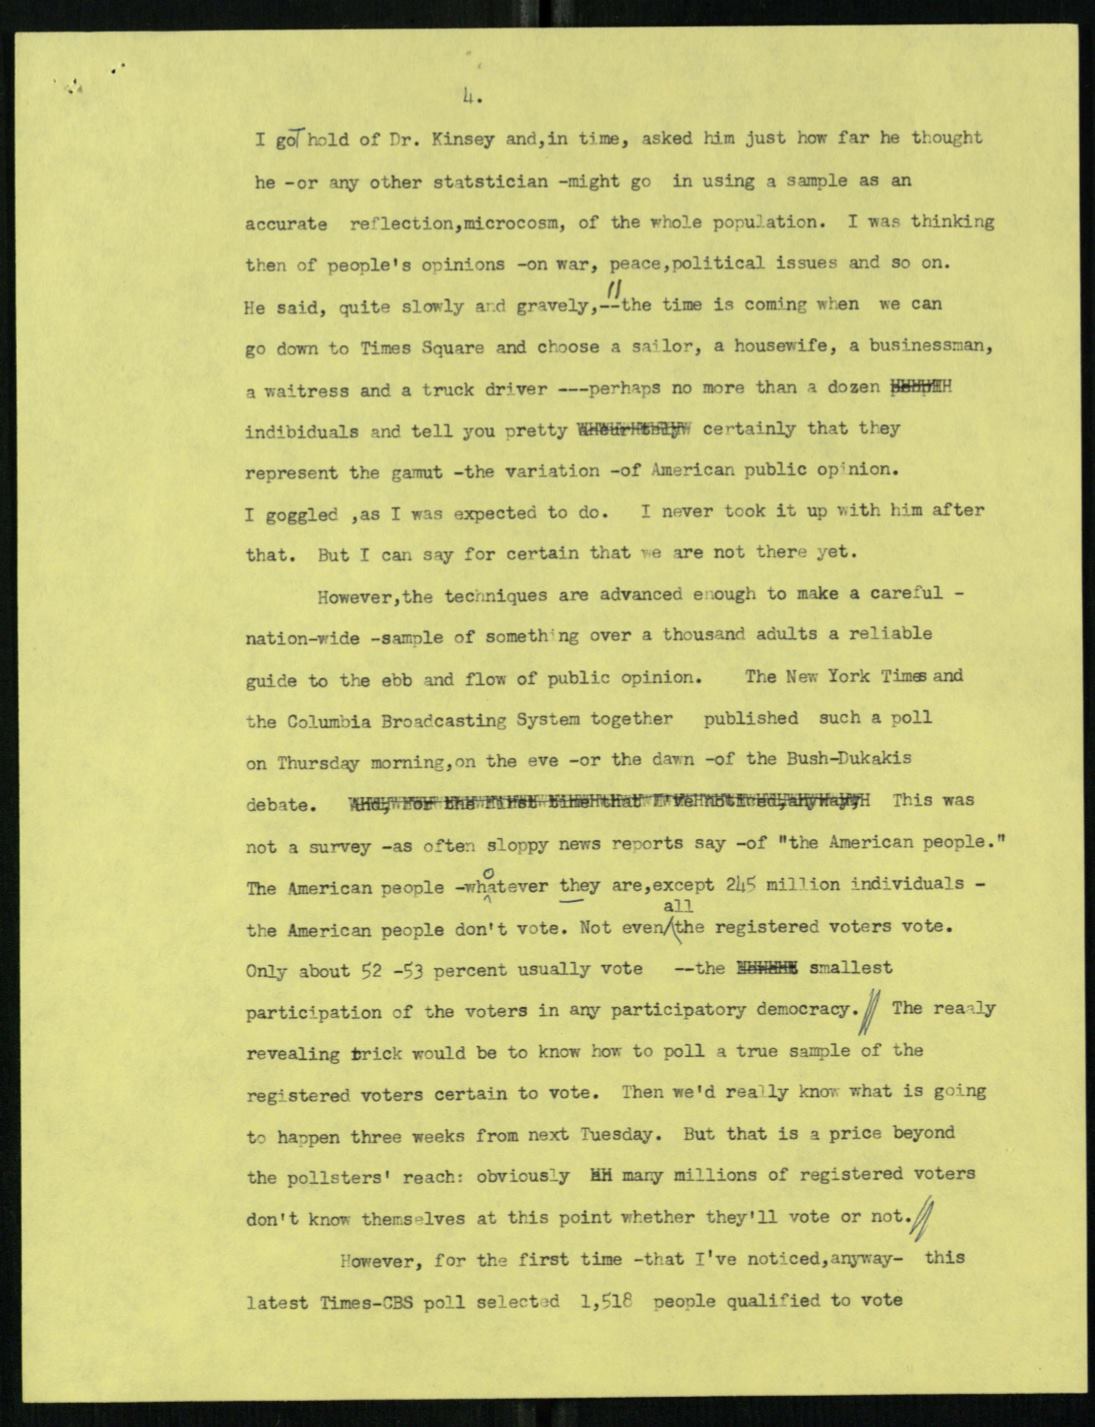 4.
I goT hold of Dr. Kinsey and,in time, asked him just how far he thought
he -or any other statstician -might go in using a sample as an
accurate reflection,microcosm, of the whole population. I was thinking
then of people's opinions -on war, peace,political issues and so on.
He said, quite slowly and gravely,--"the time is coming when we can
go down to Times Square and choose a sailor, a housewife, a businessman,
a waitress and a truck driver ---perhaps no more than a dozen
indibiduals and tell you pretty certainly that they
represent the gamut -the variation -of American public opinion.
I goggled ,as I was expected to do. I never took it up with him after
that. But I can say for certain that we are not there yet.
However,the techniques are advanced enough to make a careful -
nation-wide -sample of something over a thousand adults a reliable
guide to the ebb and flow of public opinion. The New York Times and
the Columbia Broadcasting System together published such a poll
on Thursday morning,on the eve -or the dawn -of the Bush-Dukakis
debate. And, for the first time that I've noticed,anyway, This was
not a survey -as often sloppy news reports say -of "the American people."
The American people -whoatever they are,except 245 million individuals -
all
the American people don't vote. Not even/the registered voters vote.
Only about 52 -53 percent usually vote --the smallest
participation of the voters in any participatory democracy.// The reaaly
revealing trick would be to know how to poll a true sample of the
registered voters certain to vote. Then we'd really know what is going
to happen three weeks from next Tuesday. But that is a price beyond
the pollsters' reach: obviously many millions of registered voters
don't know themselves at this point whether they'll vote or not.//
However, for the first time -that I've noticed,anyway- this
latest Times-CBS poll selected 1,518 people qualified to vote